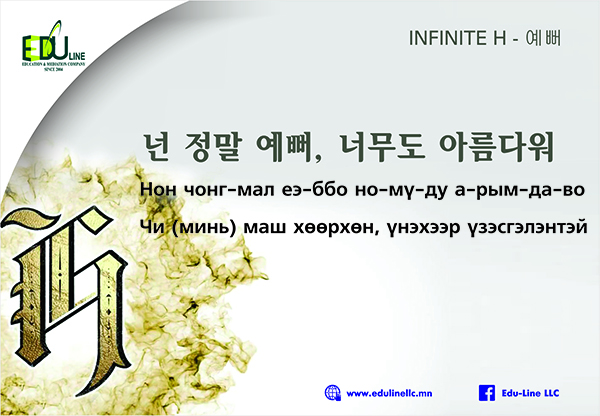 EDU LINE
EDUCATION & MEDIATION COMPANY
SINCE 2004
INFINITE H - 예뻐
넌 정말 예뻐, 너무도 아름다워
Нон чонг-мал еэ-ббо но-мү-ду а-рым-да-во
Чи (минь) маш хөөрхөн, үнэхээр үзэсгэлэнтэй
www.edulinellc.mn
Edu-Line LLC